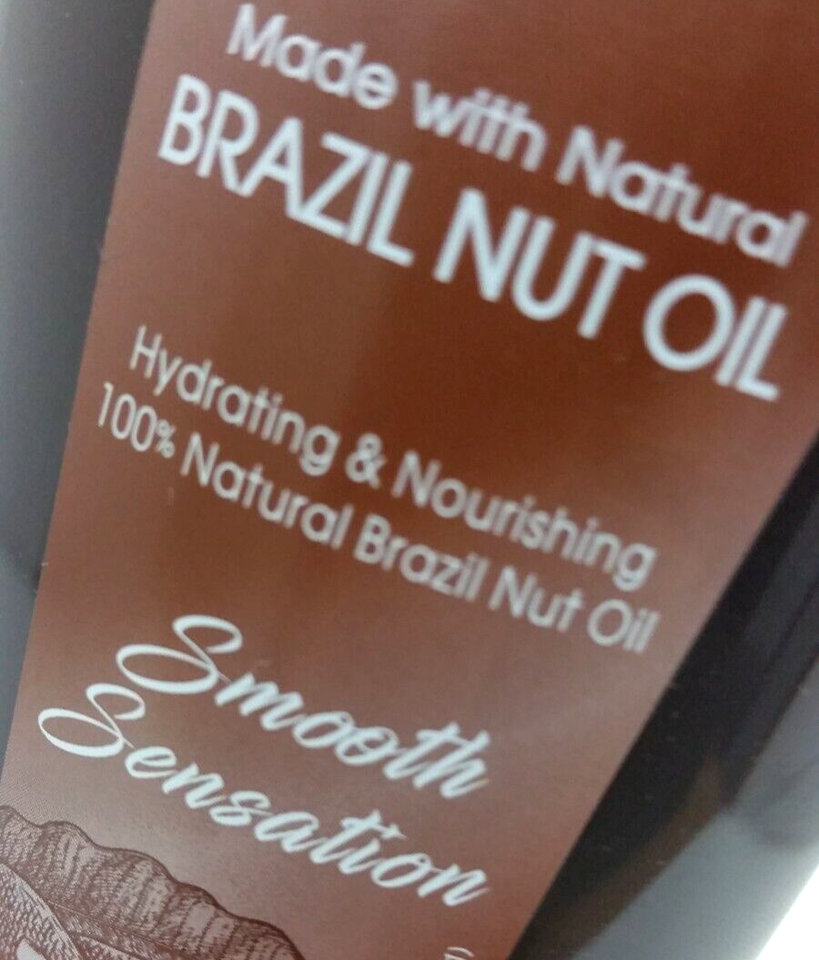 Made with Natural
BRAZIL NUT OIL
Hydrating & Nourishing
100% Natural Brazil Nut Oil
Smooth
Sensation